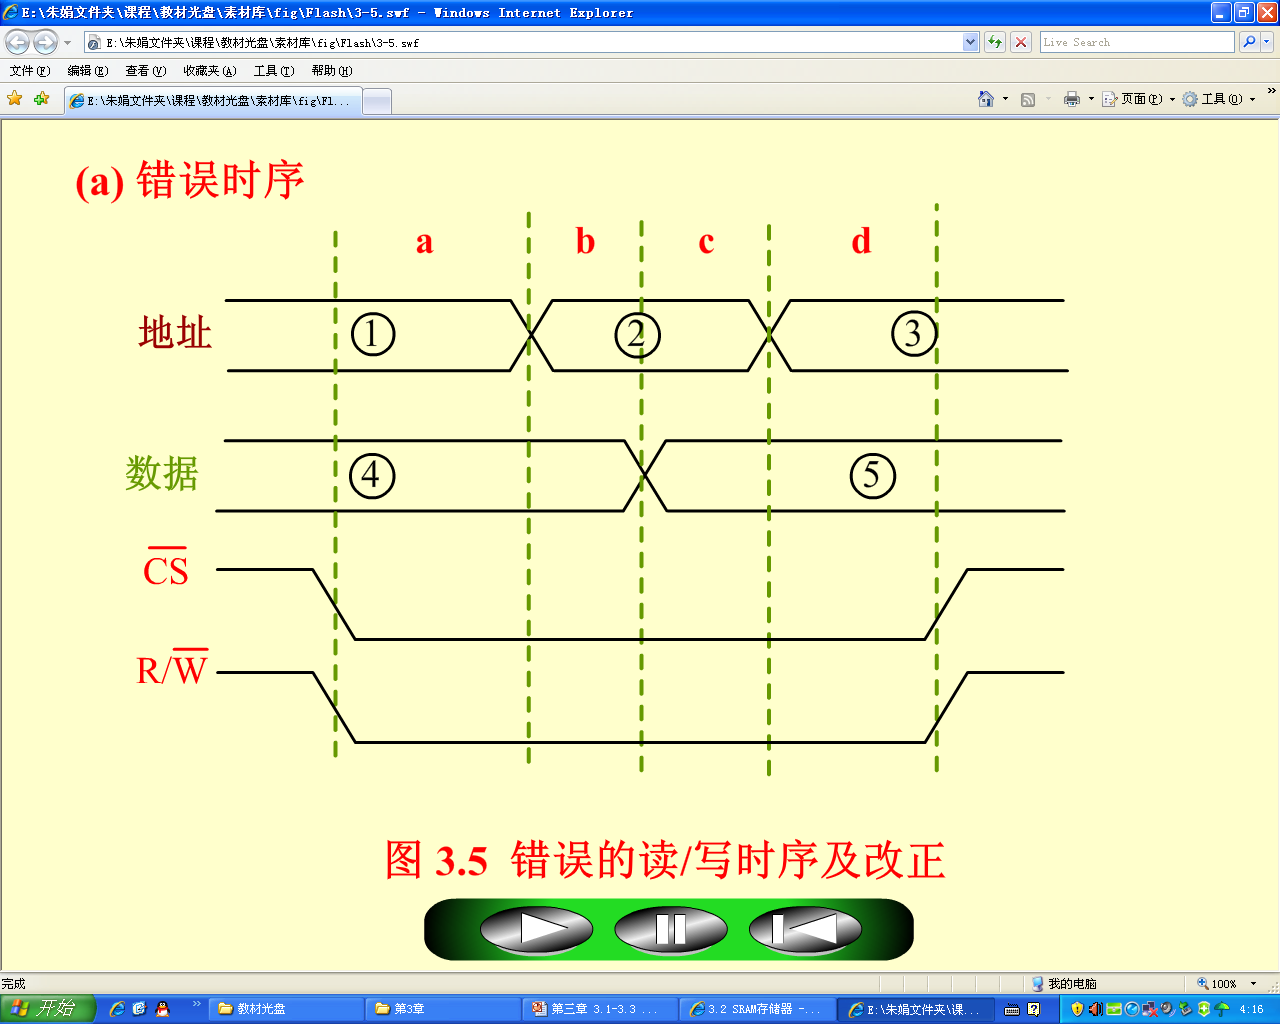 E:\朱娟文件夹\课程\教材光盘\素材库\fig\Flash\3-5.swf - Windows Internet Explorer
E:\朱娟文件夹\课程\教材光盘\素材库\fig\Flash\3-5.swf
Live Search
文件(F) 编辑(E) 查看(V) 收藏夹(A) 工具(T) 帮助(H)
E:\朱娟文件夹\课程\教材光盘\素材库\fig\Fl...
页面(P) 工具(O)
(a) 错误时序
a b c d
地址 ① ② ③
数据 ④ ⑤
C̅S̅
R/W̅
图 3.5 错误的读/写时序及改正
完成 我的电脑 100%
开始 教材光盘 第3章 第三章 3.1-3.3 ... 3.2 SRAM存储器 -... E:\朱娟文件夹\课... 4:16